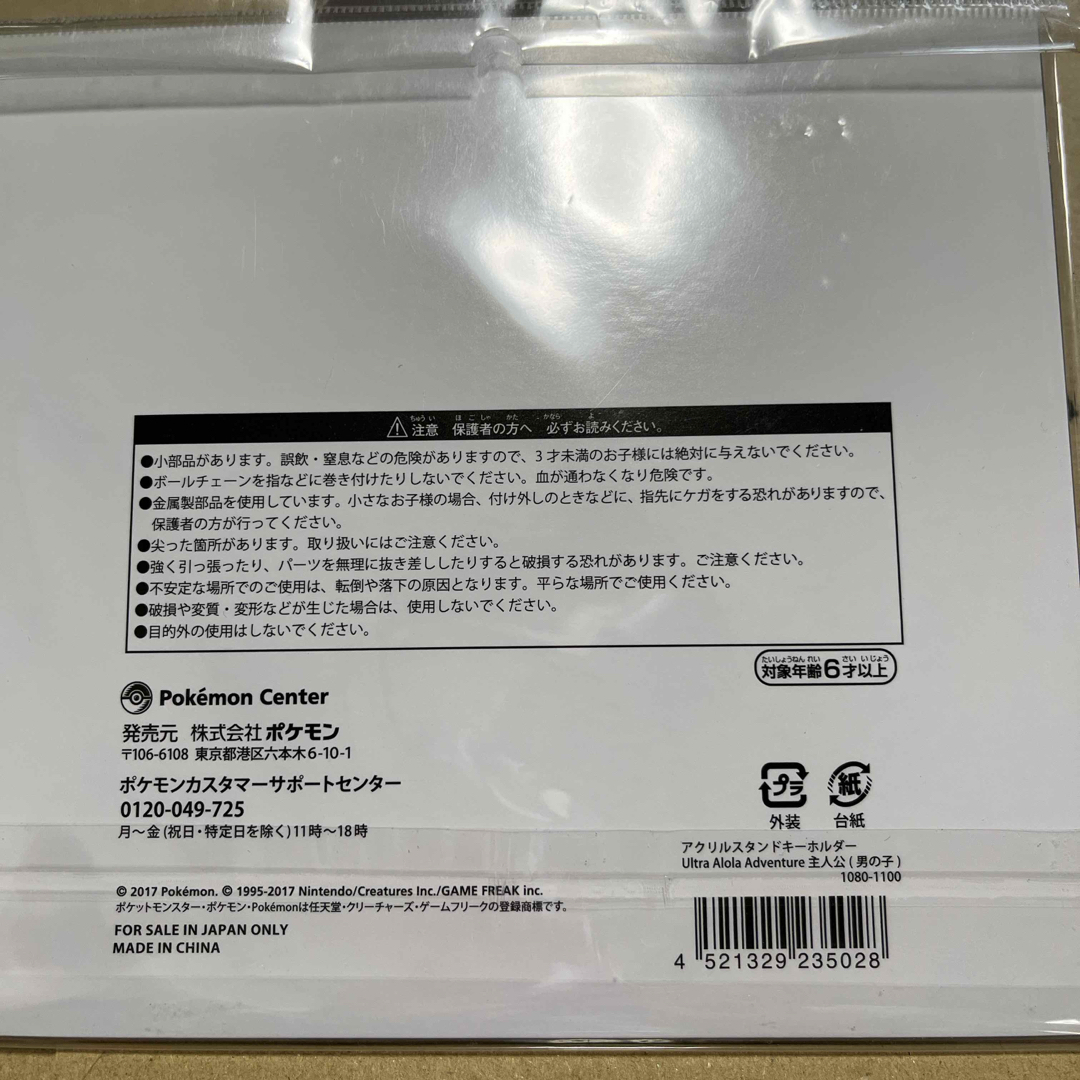 注意 保護者の方へ 必ずお読みください。
●小部品があります。誤飲・窒息などの危険がありますので、3才未満のお子様には絶対に与えないでください。
●ボールチェーンを指などに巻き付けたりしないでください。血が通わなくなり危険です。
●金属製部品を使用しています。小さなお子様の場合、付け外しのときなどに、指先にケガをする恐れがありますので、
保護者の方が行ってください。
●尖った箇所があります。取り扱いにはご注意ください。
●強く引っ張ったり、パーツを無理に抜き差ししたりすると破損する恐れがあります。ご注意ください。
●不安定な場所でのご使用は、転倒や落下の原因となります。平らな場所でご使用ください。
●破損や変質・変形などが生じた場合は、使用しないでください。
●目的外の使用はしないでください。
たいしょうねんれい さいいじょう
対象年齢6才以上
Pokémon Center
発売元 株式会社ポケモン
〒106-6108 東京都港区六本木6-10-1
ポケモンカスタマーサポートセンター
0120-049-725
月〜金(祝日・特定日を除く)11時〜18時
プラ 紙
外装 台紙
アクリルスタンドキーホルダー
Ultra Alola Adventure 主人公(男の子)
1080-1100
© 2017 Pokémon. © 1995-2017 Nintendo/Creatures Inc./GAME FREAK inc.
ポケットモンスター・ポケモン・Pokémonは任天堂・クリーチャーズ・ゲームフリークの登録商標です。
FOR SALE IN JAPAN ONLY
MADE IN CHINA
4 521329 235028